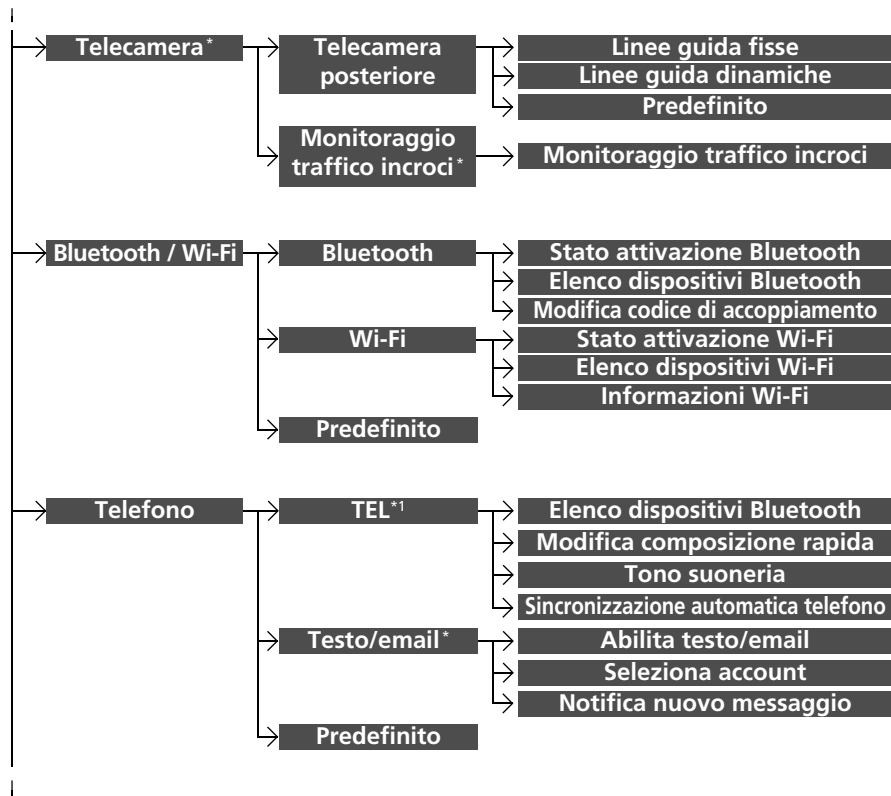 Telecamera*
Telecamera
posteriore
Linee guida fisse
Linee guida dinamiche
Predefinito
Monitoraggio
traffico incroci*
Monitoraggio traffico incroci
Bluetooth / Wi-Fi
Bluetooth
Stato attivazione Bluetooth
Elenco dispositivi Bluetooth
Modifica codice di accoppiamento
Wi-Fi
Stato attivazione Wi-Fi
Elenco dispositivi Wi-Fi
Informazioni Wi-Fi
Predefinito
Telefono
TEL*1
Elenco dispositivi Bluetooth
Modifica composizione rapida
Tono suoneria
Sincronizzazione automatica telefono
Testo/email*
Abilita testo/email
Seleziona account
Notifica nuovo messaggio
Predefinito